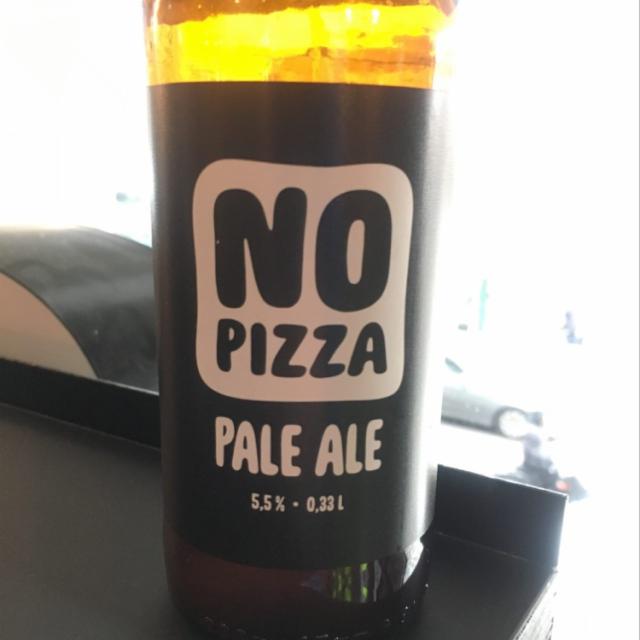 NO
PIZZA
PALE ALE
5,5% • 0,33 L